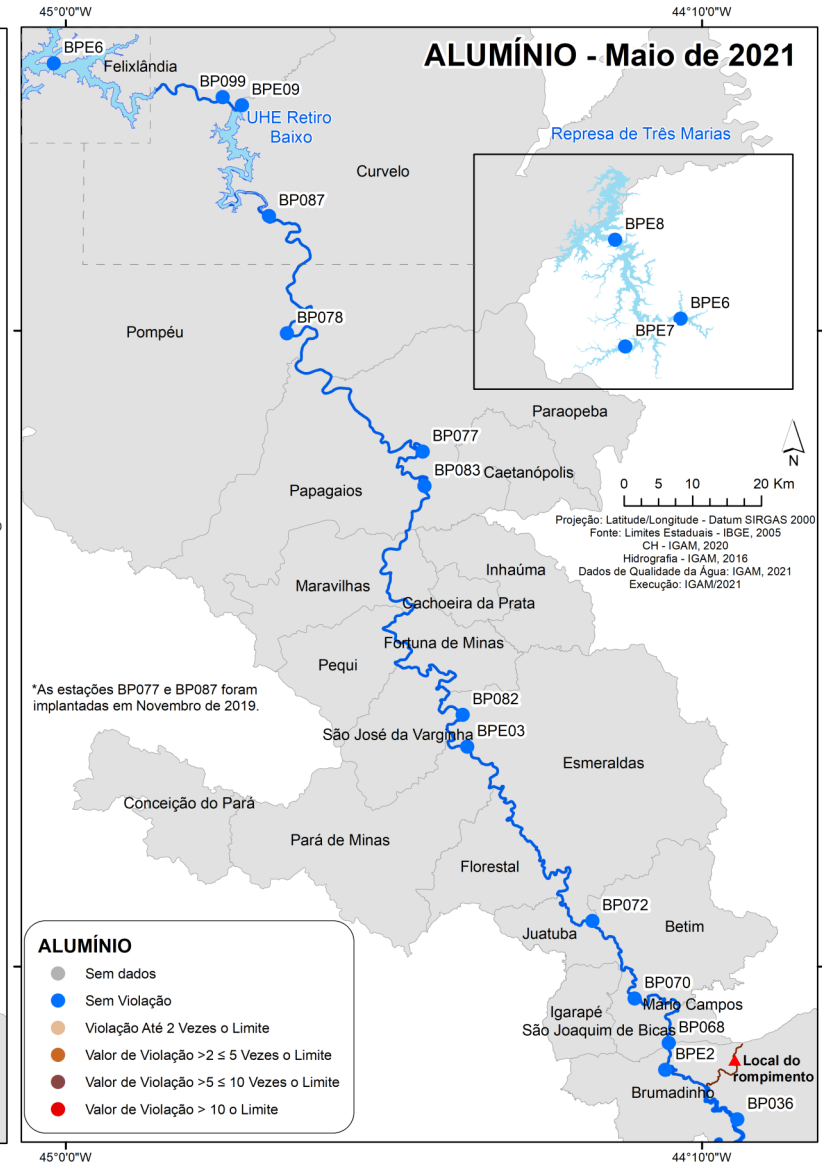 45°0'0"W
44°10'0"W
ALUMÍNIO - Maio de 2021
BPE6
Felixlândia
BP099
BPE09
UHE Retiro
Baixo
Represa de Três Marias
Curvelo
BP087
BPE8
BPE6
BPE7
BP078
Pompéu
Paraopeba
BP077
BP083
Caetanópolis
Papagaios
N
0 5 10 20 Km
Projeção: Latitude/Longitude - Datum SIRGAS 2000
Fonte: Limites Estaduais - IBGE, 2005
CH - IGAM, 2020
Hidrografia - IGAM, 2016
Dados de Qualidade da Água: IGAM, 2021
Execução: IGAM/2021
Inhaúma
Maravilhas
Cachoeira da Prata
Fortuna de Minas
Pequi
*As estações BP077 e BP087 foram
implantadas em Novembro de 2019.
BP082
São José da Varginha
BPE03
Esmeraldas
Conceição do Pará
Pará de Minas
Florestal
BP072
Juatuba
Betim
BP070
Mário Campos
Igarapé
São Joaquim de Bicas
BP068
BPE2
Local do
rompimento
Brumadinho
BP036
ALUMÍNIO
Sem dados
Sem Violação
Violação Até 2 Vezes o Limite
Valor de Violação >2 ≤ 5 Vezes o Limite
Valor de Violação >5 ≤ 10 Vezes o Limite
Valor de Violação > 10 o Limite
45°0'0"W
44°10'0"W